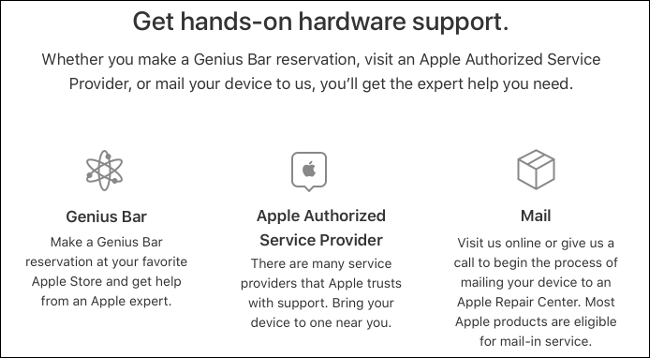 Get hands-on hardware support.
Whether you make a Genius Bar reservation, visit an Apple Authorized Service
Provider, or mail your device to us, you’ll get the expert help you need.
Genius Bar
Make a Genius Bar
reservation at your favorite
Apple Store and get help
from an Apple expert.
Apple Authorized
Service Provider
There are many service
providers that Apple trusts
with support. Bring your
device to one near you.
Mail
Visit us online or give us a
call to begin the process of
mailing your device to an
Apple Repair Center. Most
Apple products are eligible
for mail-in service.